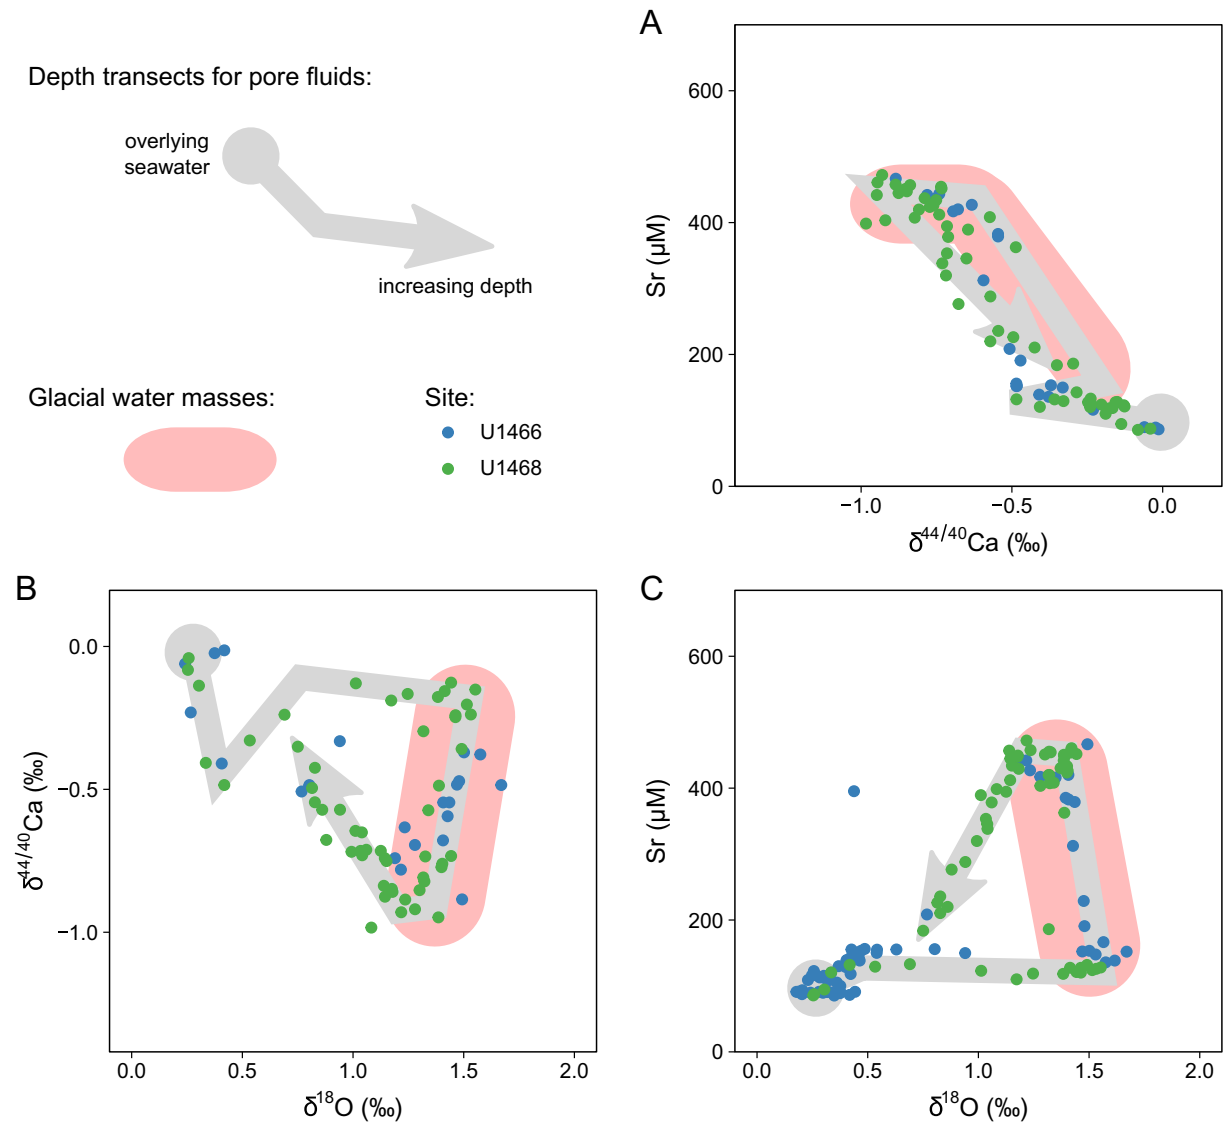 Depth transects for pore fluids:
overlying
seawater
increasing depth
Glacial water masses:
Site:
U1466
U1468
A
600
400
200
0
−1.0
−0.5
0.0
Sr (µM)
δ44/40Ca (‰)
B
0.0
−0.5
−1.0
0.0
0.5
1.0
1.5
2.0
δ44/40Ca (‰)
δ18O (‰)
C
600
400
200
0
0.0
0.5
1.0
1.5
2.0
Sr (µM)
δ18O (‰)